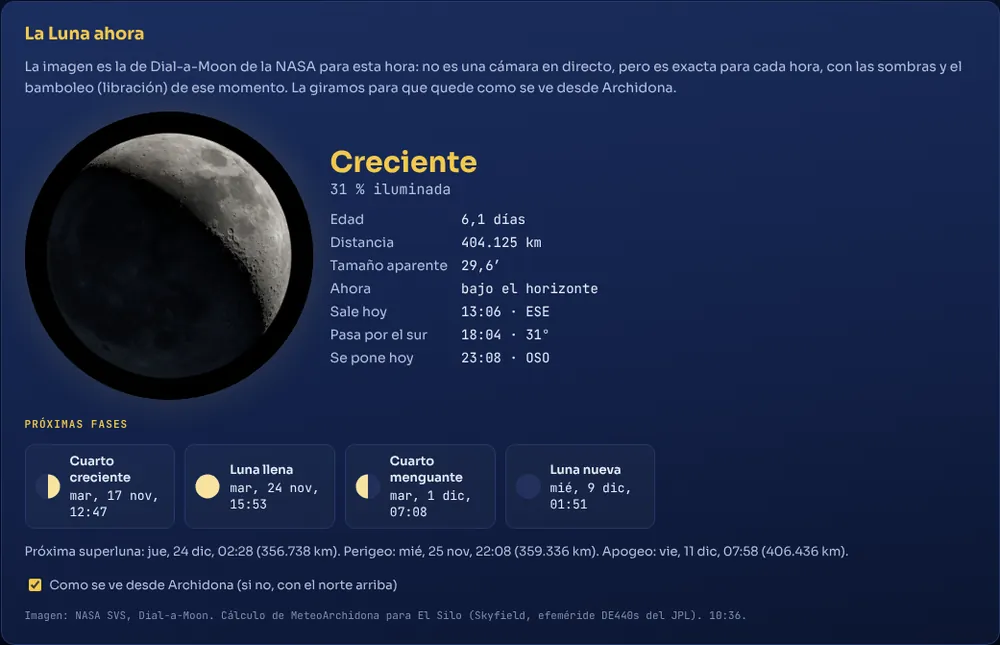 La Luna ahora
La imagen es la de Dial-a-Moon de la NASA para esta hora: no es una cámara en directo, pero es exacta para cada hora, con las sombras y el
bamboleo (libración) de ese momento. La giramos para que quede como se ve desde Archidona.
Creciente
31 % iluminada
Edad 6,1 días
Distancia 404.125 km
Tamaño aparente 29,6′
Ahora bajo el horizonte
Sale hoy 13:06 · ESE
Pasa por el sur 18:04 · 31°
Se pone hoy 23:08 · OSO
PRÓXIMAS FASES
Cuarto
creciente
mar, 17 nov,
12:47
Luna llena
mar, 24 nov,
15:53
Cuarto
menguante
mar, 1 dic,
07:08
Luna nueva
mié, 9 dic,
01:51
Próxima superluna: jue, 24 dic, 02:28 (356.738 km). Perigeo: mié, 25 nov, 22:08 (359.336 km). Apogeo: vie, 11 dic, 07:58 (406.436 km).
Como se ve desde Archidona (si no, con el norte arriba)
Imagen: NASA SVS, Dial-a-Moon. Cálculo de MeteoArchidona para El Silo (Skyfield, efeméride DE440s del JPL). 10:36.